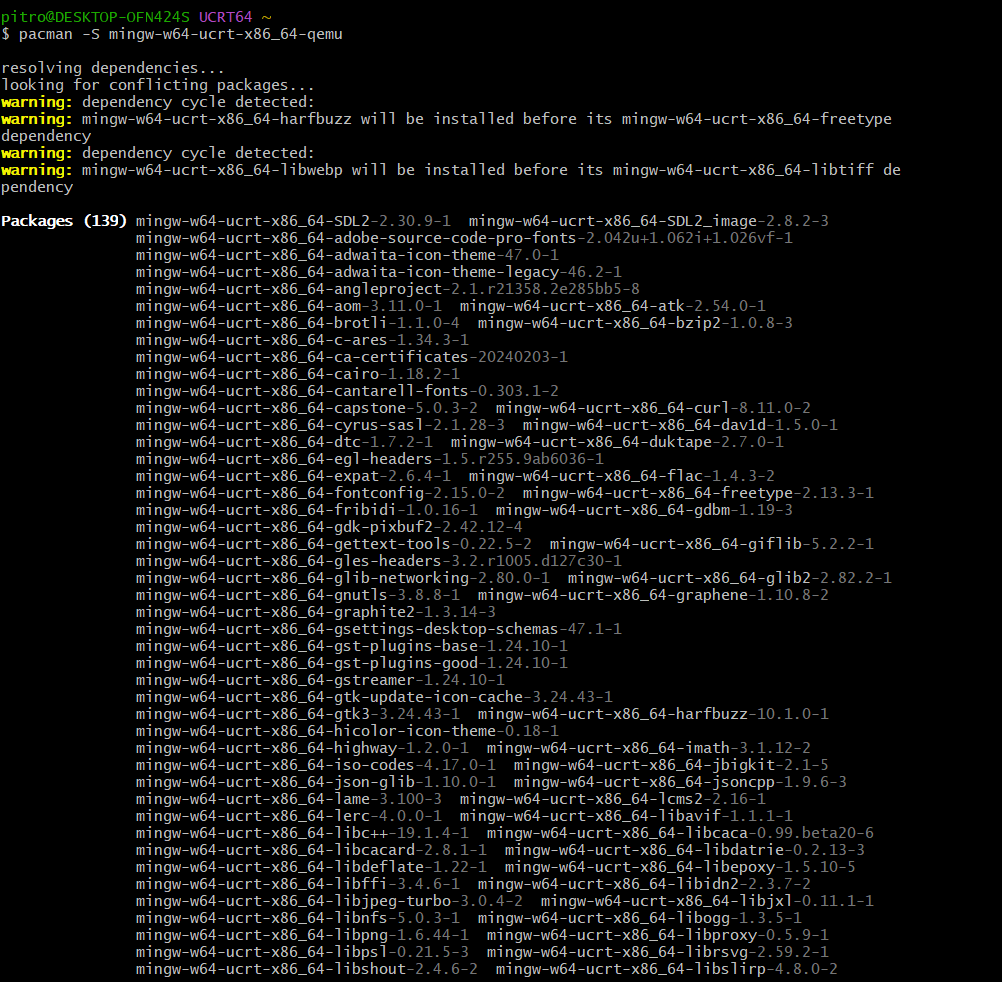 pitro@DESKTOP-OFN424S UCRT64 ~
$ pacman -S mingw-w64-ucrt-x86_64-qemu
resolving dependencies...
looking for conflicting packages...
warning: dependency cycle detected:
warning: mingw-w64-ucrt-x86_64-harfbuzz will be installed before its mingw-w64-ucrt-x86_64-freetype
dependency
warning: dependency cycle detected:
warning: mingw-w64-ucrt-x86_64-libwebp will be installed before its mingw-w64-ucrt-x86_64-libtiff de
pendency
Packages (139) mingw-w64-ucrt-x86_64-SDL2-2.30.9-1  mingw-w64-ucrt-x86_64-SDL2_image-2.8.2-3
mingw-w64-ucrt-x86_64-adobe-source-code-pro-fonts-2.042u+1.062i+1.026vf-1
mingw-w64-ucrt-x86_64-adwaita-icon-theme-47.0-1
mingw-w64-ucrt-x86_64-adwaita-icon-theme-legacy-46.2-1
mingw-w64-ucrt-x86_64-angleproject-2.1.r21358.2e285bb5-8
mingw-w64-ucrt-x86_64-aom-3.11.0-1  mingw-w64-ucrt-x86_64-atk-2.54.0-1
mingw-w64-ucrt-x86_64-brotli-1.1.0-4  mingw-w64-ucrt-x86_64-bzip2-1.0.8-3
mingw-w64-ucrt-x86_64-c-ares-1.34.3-1
mingw-w64-ucrt-x86_64-ca-certificates-20240203-1
mingw-w64-ucrt-x86_64-cairo-1.18.2-1
mingw-w64-ucrt-x86_64-cantarell-fonts-0.303.1-2
mingw-w64-ucrt-x86_64-capstone-5.0.3-2  mingw-w64-ucrt-x86_64-curl-8.11.0-2
mingw-w64-ucrt-x86_64-cyrus-sasl-2.1.28-3  mingw-w64-ucrt-x86_64-dav1d-1.5.0-1
mingw-w64-ucrt-x86_64-dtc-1.7.2-1  mingw-w64-ucrt-x86_64-duktape-2.7.0-1
mingw-w64-ucrt-x86_64-egl-headers-1.5.r255.9ab6036-1
mingw-w64-ucrt-x86_64-expat-2.6.4-1  mingw-w64-ucrt-x86_64-flac-1.4.3-2
mingw-w64-ucrt-x86_64-fontconfig-2.15.0-2  mingw-w64-ucrt-x86_64-freetype-2.13.3-1
mingw-w64-ucrt-x86_64-fribidi-1.0.16-1  mingw-w64-ucrt-x86_64-gdbm-1.19-3
mingw-w64-ucrt-x86_64-gdk-pixbuf2-2.42.12-4
mingw-w64-ucrt-x86_64-gettext-tools-0.22.5-2  mingw-w64-ucrt-x86_64-giflib-5.2.2-1
mingw-w64-ucrt-x86_64-gles-headers-3.2.r1005.d127c30-1
mingw-w64-ucrt-x86_64-glib-networking-2.80.0-1  mingw-w64-ucrt-x86_64-glib2-2.82.2-1
mingw-w64-ucrt-x86_64-gnutls-3.8.8-1  mingw-w64-ucrt-x86_64-graphene-1.10.8-2
mingw-w64-ucrt-x86_64-graphite2-1.3.14-3
mingw-w64-ucrt-x86_64-gsettings-desktop-schemas-47.1-1
mingw-w64-ucrt-x86_64-gst-plugins-base-1.24.10-1
mingw-w64-ucrt-x86_64-gst-plugins-good-1.24.10-1
mingw-w64-ucrt-x86_64-gstreamer-1.24.10-1
mingw-w64-ucrt-x86_64-gtk-update-icon-cache-3.24.43-1
mingw-w64-ucrt-x86_64-gtk3-3.24.43-1  mingw-w64-ucrt-x86_64-harfbuzz-10.1.0-1
mingw-w64-ucrt-x86_64-hicolor-icon-theme-0.18-1
mingw-w64-ucrt-x86_64-highway-1.2.0-1  mingw-w64-ucrt-x86_64-imath-3.1.12-2
mingw-w64-ucrt-x86_64-iso-codes-4.17.0-1  mingw-w64-ucrt-x86_64-jbigkit-2.1-5
mingw-w64-ucrt-x86_64-json-glib-1.10.0-1  mingw-w64-ucrt-x86_64-jsoncpp-1.9.6-3
mingw-w64-ucrt-x86_64-lame-3.100-3  mingw-w64-ucrt-x86_64-lcms2-2.16-1
mingw-w64-ucrt-x86_64-lerc-4.0.0-1  mingw-w64-ucrt-x86_64-libavif-1.1.1-1
mingw-w64-ucrt-x86_64-libc++-19.1.4-1  mingw-w64-ucrt-x86_64-libcaca-0.99.beta20-6
mingw-w64-ucrt-x86_64-libcacard-2.8.1-1  mingw-w64-ucrt-x86_64-libdatrie-0.2.13-3
mingw-w64-ucrt-x86_64-libdeflate-1.22-1  mingw-w64-ucrt-x86_64-libepoxy-1.5.10-5
mingw-w64-ucrt-x86_64-libffi-3.4.6-1  mingw-w64-ucrt-x86_64-libidn2-2.3.7-2
mingw-w64-ucrt-x86_64-libjpeg-turbo-3.0.4-2  mingw-w64-ucrt-x86_64-libjxl-0.11.1-1
mingw-w64-ucrt-x86_64-libnfs-5.0.3-1  mingw-w64-ucrt-x86_64-libogg-1.3.5-1
mingw-w64-ucrt-x86_64-libpng-1.6.44-1  mingw-w64-ucrt-x86_64-libproxy-0.5.9-1
mingw-w64-ucrt-x86_64-libpsl-0.21.5-3  mingw-w64-ucrt-x86_64-librsvg-2.59.2-1
mingw-w64-ucrt-x86_64-libshout-2.4.6-2  mingw-w64-ucrt-x86_64-libslirp-4.8.0-2